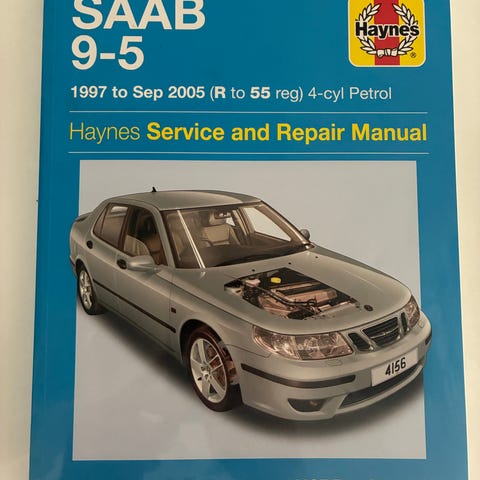 SAAB
9-5
Haynes
®
1997 to Sep 2005 (R to 55 reg) 4-cyl Petrol
Haynes Service and Repair Manual
4156